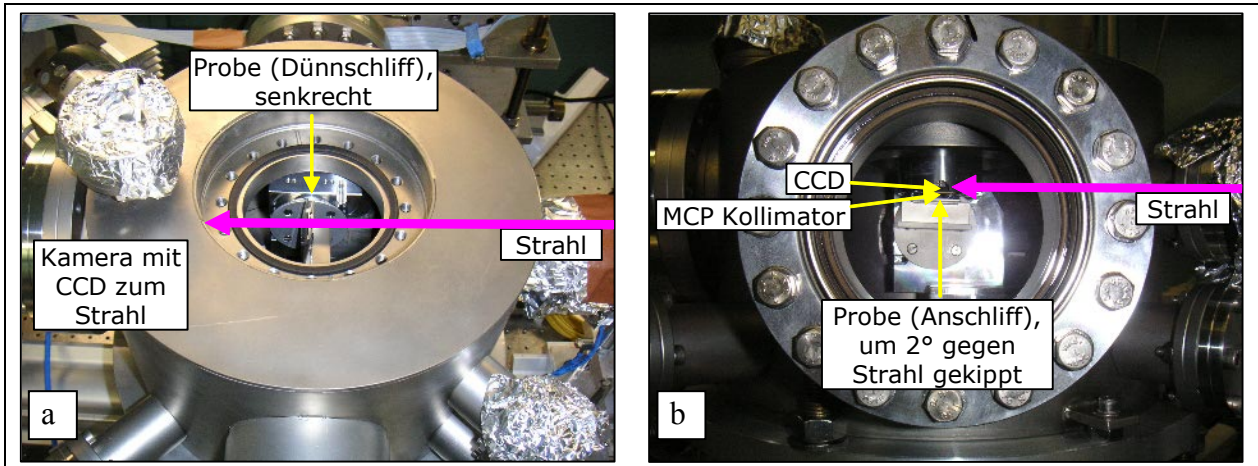 Probe (Dünnschliff),
senkrecht
Strahl
Kamera mit
CCD zum
Strahl
a
CCD
MCP Kollimator
Strahl
Probe (Anschliff),
um 2° gegen
Strahl gekippt
b